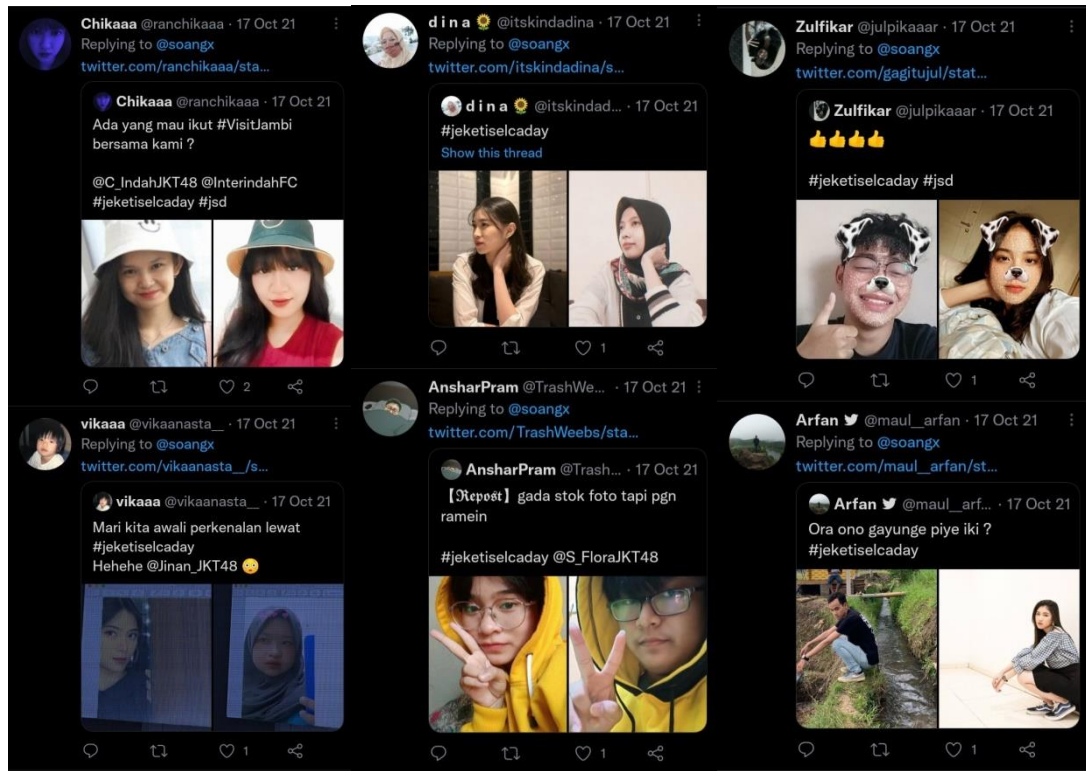 Chikaaa @ranchikaaa · 17 Oct 21
Replying to @soangx
twitter.com/ranchikaaa/sta...
Chikaaa @ranchikaaa · 17 Oct 21
Ada yang mau ikut #VisitJambi
bersama kami ?
@C_IndahJKT48 @InterindahFC
#jeketiselcaday #jsd
2
d i n a 🌻 @itskindadina · 17 Oct 21
Replying to @soangx
twitter.com/itskindadina/s...
d i n a 🌻 @itskindad... · 17 Oct 21
#jeketiselcaday
Show this thread
1
Zulfikar @julpikaaar · 17 Oct 21
Replying to @soangx
twitter.com/gagitujul/stat...
Zulfikar @julpikaaar · 17 Oct 21
👍👍👍👍
#jeketiselcaday #jsd
1
vikaaa @vikaanasta__ · 17 Oct 21
Replying to @soangx
twitter.com/vikaanasta__/s...
vikaaa @vikaanasta__ · 17 Oct 21
Mari kita awali perkenalan lewat
#jeketiselcaday
Hehehe @Jinan_JKT48 😳
1
AnsharPram @TrashWe... · 17 Oct 21
Replying to @soangx
twitter.com/TrashWeebs/sta...
AnsharPram @Trash... · 17 Oct 21
【𝕽𝖊𝖕𝖔𝖘𝖙】gada stok foto tapi pgn
ramein
#jeketiselcaday @S_FloraJKT48
1
Arfan @maul__arfan · 17 Oct 21
Replying to @soangx
twitter.com/maul__arfan/st...
Arfan @maul__arf... · 17 Oct 21
Ora ono gayunge piye iki ?
#jeketiselcaday
1